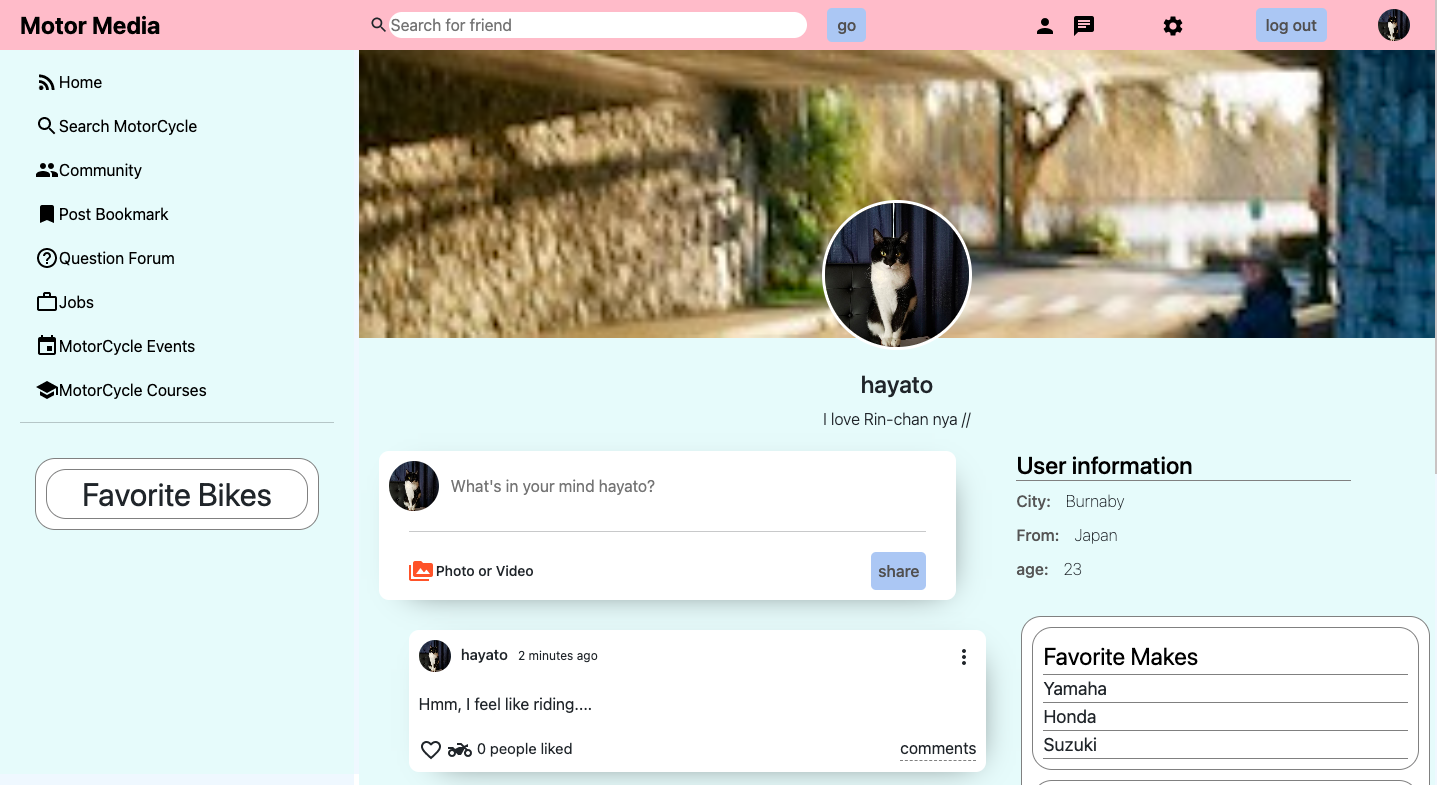 Motor Media
Search for friend
go
log out
Home
Search MotorCycle
Community
Post Bookmark
Question Forum
Jobs
MotorCycle Events
MotorCycle Courses
Favorite Bikes
hayato
I love Rin-chan nya //
What's in your mind hayato?
Photo or Video
share
hayato 2 minutes ago
Hmm, I feel like riding....
0 people liked
comments
User information
City: Burnaby
From: Japan
age: 23
Favorite Makes
Yamaha
Honda
Suzuki